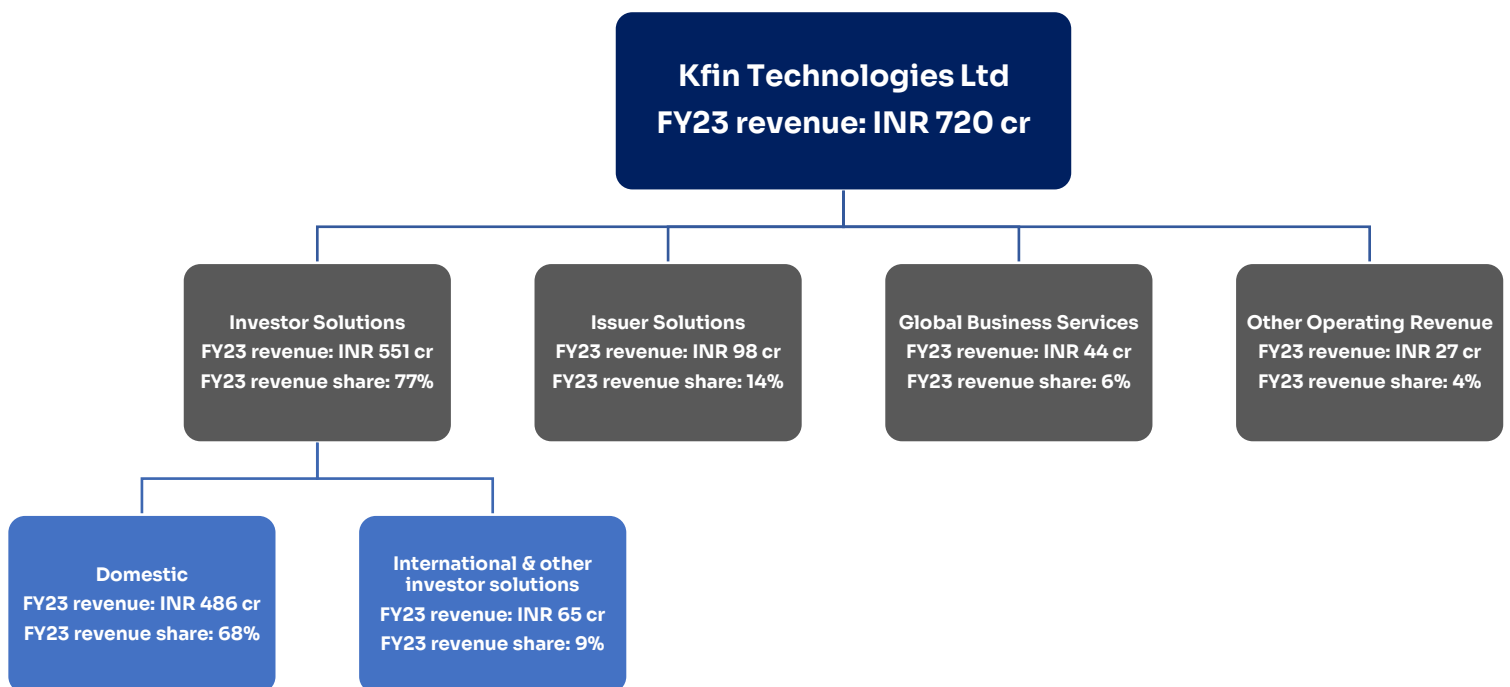 Kfin Technologies Ltd
FY23 revenue: INR 720 cr
Investor Solutions
FY23 revenue: INR 551 cr
FY23 revenue share: 77%
Issuer Solutions
FY23 revenue: INR 98 cr
FY23 revenue share: 14%
Global Business Services
FY23 revenue: INR 44 cr
FY23 revenue share: 6%
Other Operating Revenue
FY23 revenue: INR 27 cr
FY23 revenue share: 4%
Domestic
FY23 revenue: INR 486 cr
FY23 revenue share: 68%
International & other
investor solutions
FY23 revenue: INR 65 cr
FY23 revenue share: 9%